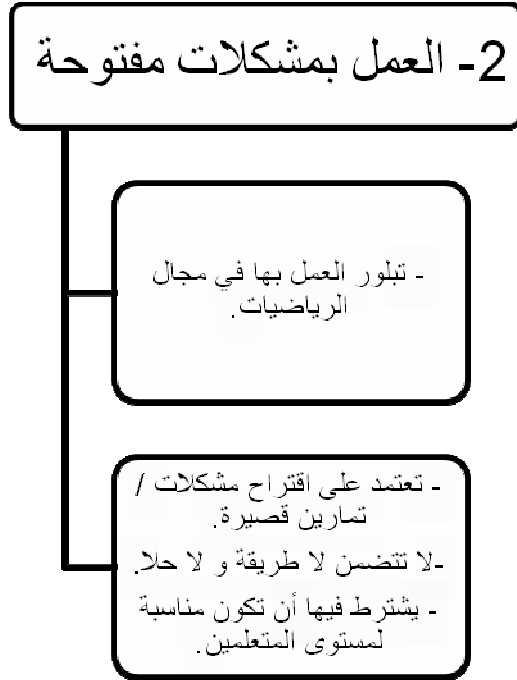 2- العمل بمشكلات مفتوحة
- تبلور العمل بها في مجال
الرياضيات.
- تعتمد على اقتراح مشكلات /
تمارين قصيرة.
-لا تتضمن لا طريقة و لا حلا.
- يشترط فيها أن تكون مناسبة
لمستوى المتعلمين.